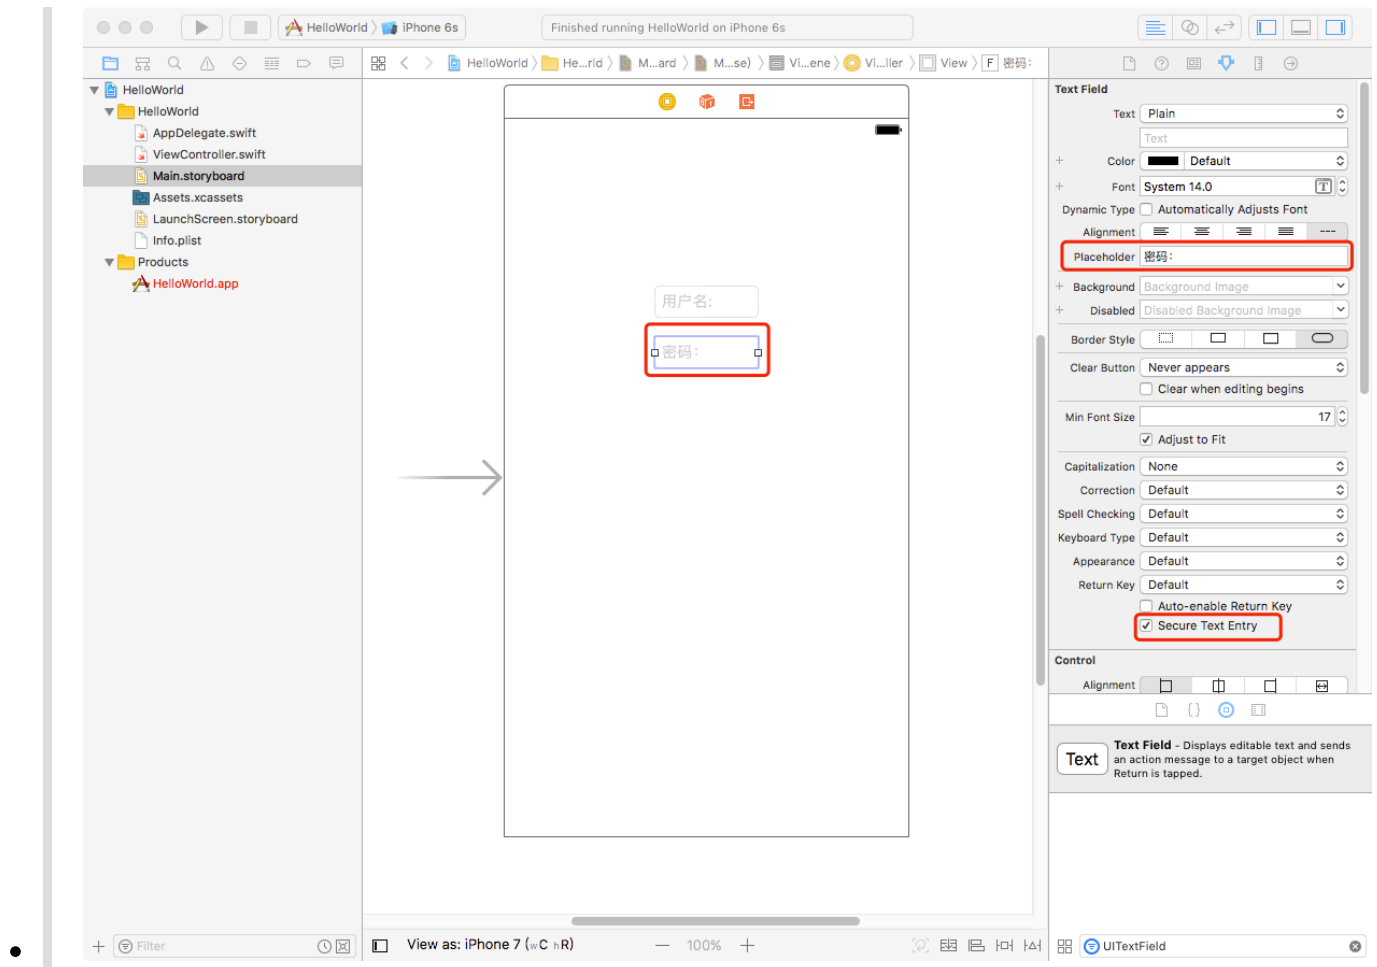 HelloWorld 〉 iPhone 6s
Finished running HelloWorld on iPhone 6s
HelloWorld 〉 He...rld 〉 M...ard 〉 M...se) 〉 Vi...ene 〉 Vi...ller 〉 View 〉 F 密码:
HelloWorld
HelloWorld
AppDelegate.swift
ViewController.swift
Main.storyboard
Assets.xcassets
LaunchScreen.storyboard
Info.plist
Products
HelloWorld.app
Filter
用户名:
密码:
View as: iPhone 7 (wC hR)
— 100% +
Text Field
Text Plain
Text
+ Color Default
+ Font System 14.0 T
Dynamic Type Automatically Adjusts Font
Alignment ---
Placeholder 密码:
+ Background Background Image
+ Disabled Disabled Background Image
Border Style
Clear Button Never appears
Clear when editing begins
Min Font Size 17
Adjust to Fit
Capitalization None
Correction Default
Spell Checking Default
Keyboard Type Default
Appearance Default
Return Key Default
Auto-enable Return Key
Secure Text Entry
Control
Alignment
{}
Text
Text Field - Displays editable text and sends
an action message to a target object when
Return is tapped.
UITextField